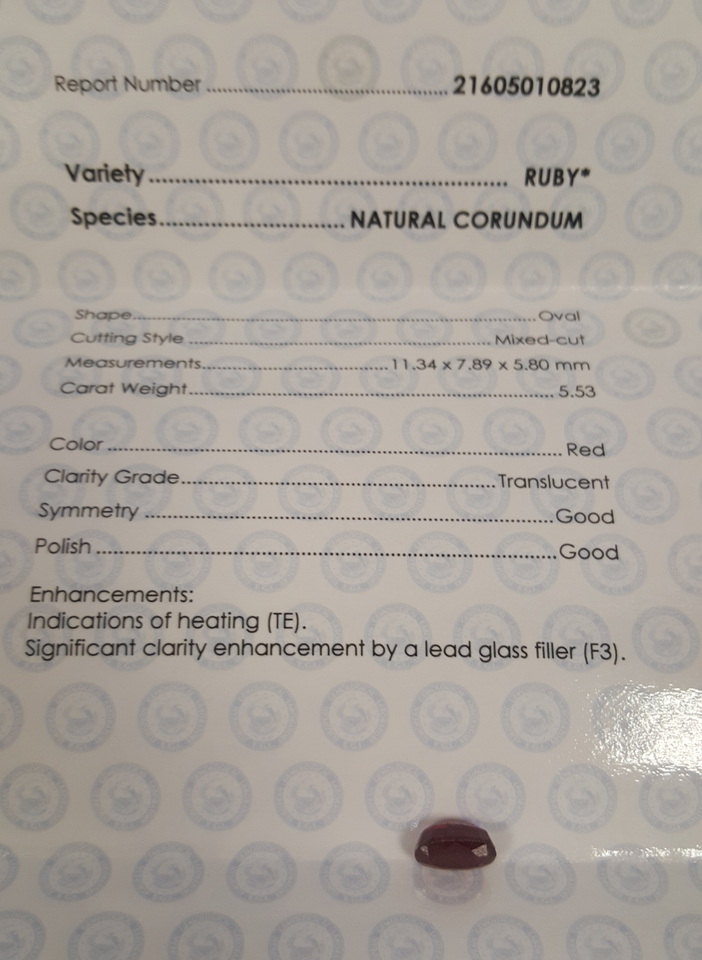 Report Number ........................................ 21605010823
Variety ...................................................... RUBY*
Species............................ NATURAL CORUNDUM
Shape.....................................................................Oval
Cutting Style .................................................... Mixed-cut
Measurements................................11.34 x 7.89 x 5.80 mm
Carat Weight............................................................... 5.53
Color ....................................................................... Red
Clarity Grade.................................................Translucent
Symmetry ................................................................Good
Polish ......................................................................Good
Enhancements:
Indications of heating (TE).
Significant clarity enhancement by a lead glass filler (F3).